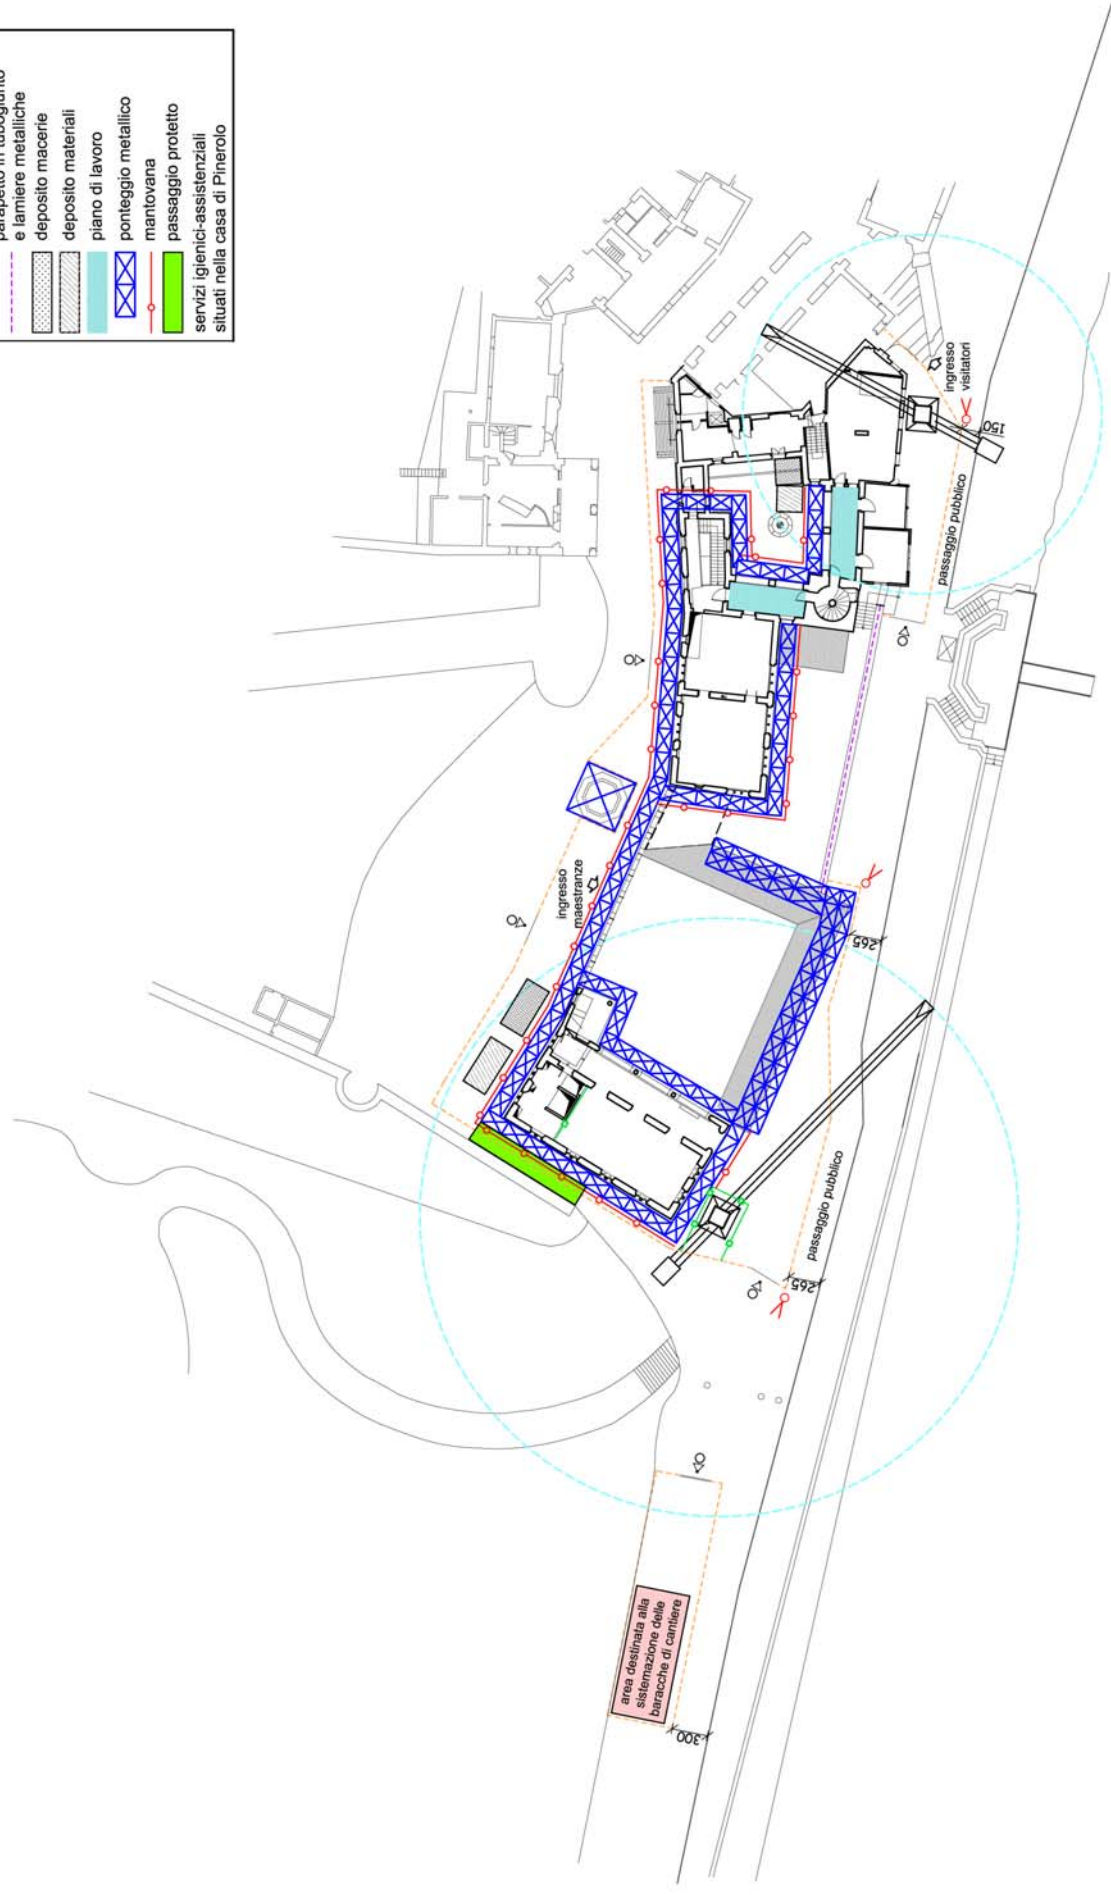 parapetto in tubogiunto
e lamiere metalliche
deposito macerie
deposito materiali
piano di lavoro
ponteggio metallico
mantovana
passaggio protetto
servizi igienici-assistenziali
situati nella casa di Pinerolo
ingresso
visitatori
150
passaggio pubblico
ingresso
maestranze
265
passaggio pubblico
265
area destinata alla
sistemazione delle
baracche di cantiere
300